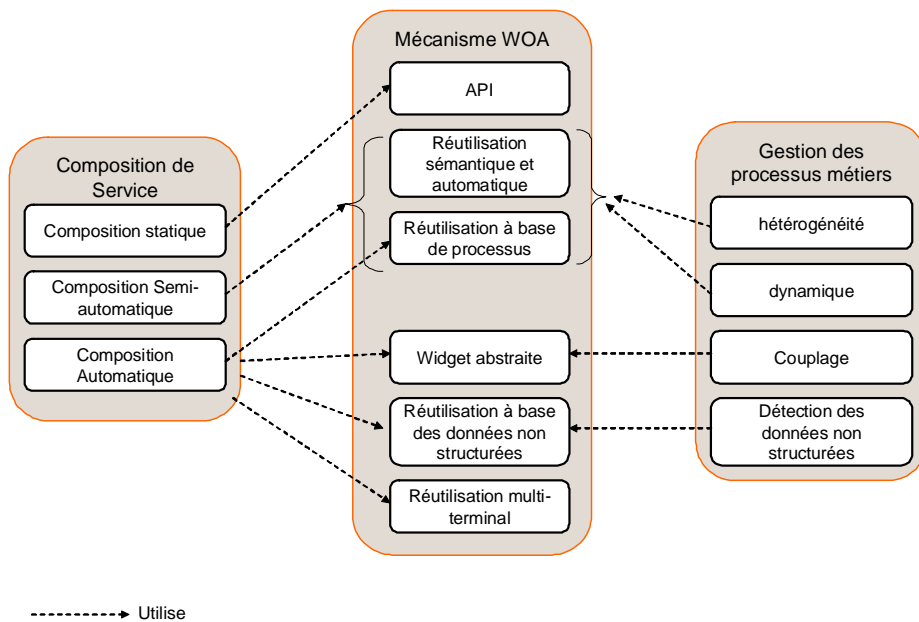 Composition de
Service
Composition statique
Composition Semi-
automatique
Composition
Automatique
Mécanisme WOA
API
Réutilisation
sémantique et
automatique
Réutilisation à base
de processus
Widget abstraite
Réutilisation à base
des données non
structurées
Réutilisation multi-
terminal
Gestion des
processus métiers
hétérogénéité
dynamique
Couplage
Détection des
données non
structurées
Utilise